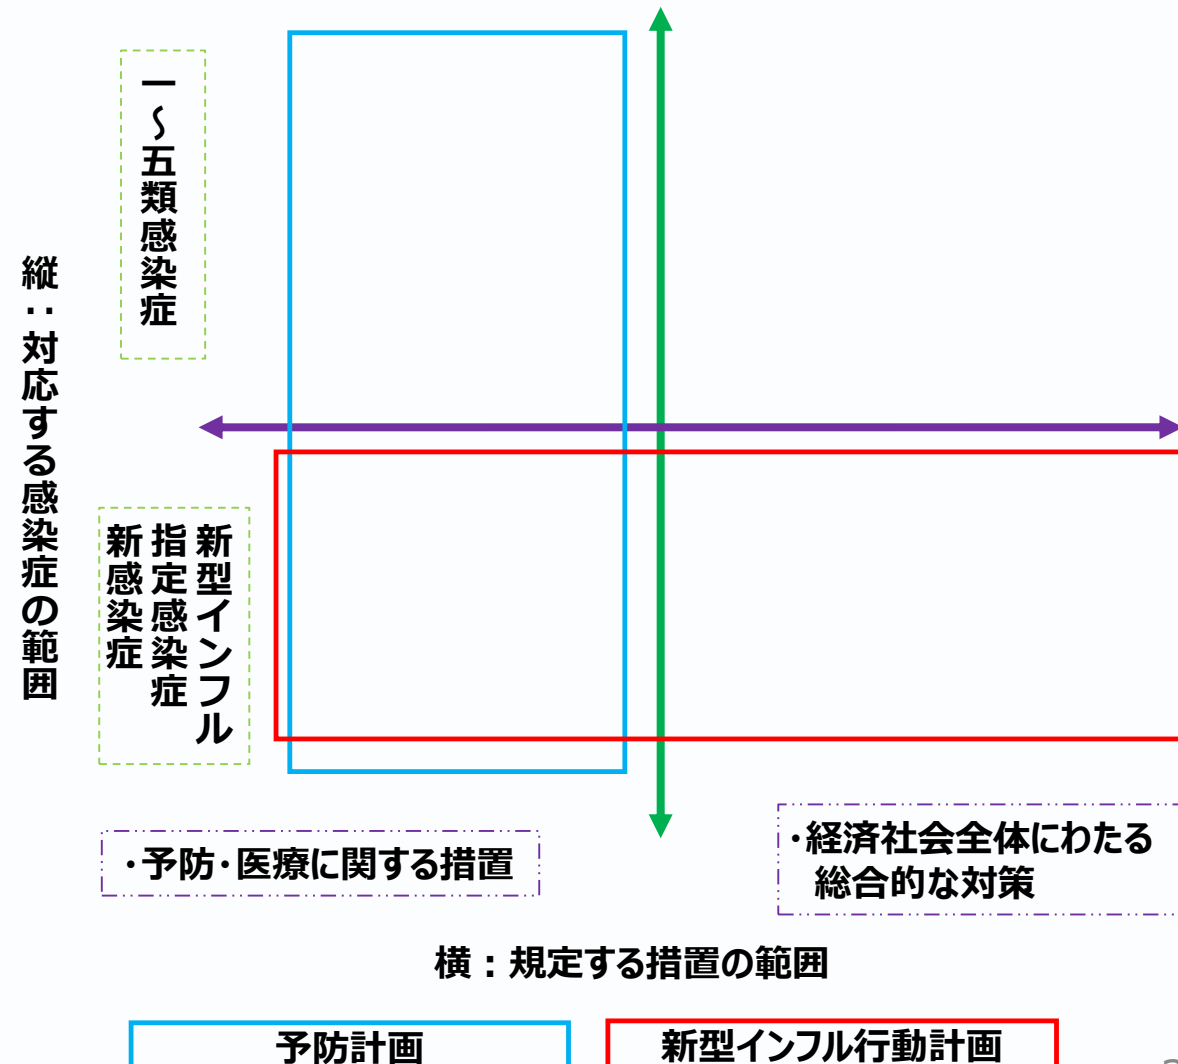 一～五類感染症
縦：対応する感染症の範囲
新型インフル
指定感染症
新感染症
・予防・医療に関する措置
・経済社会全体にわたる
総合的な対策
横：規定する措置の範囲
予防計画
新型インフル行動計画